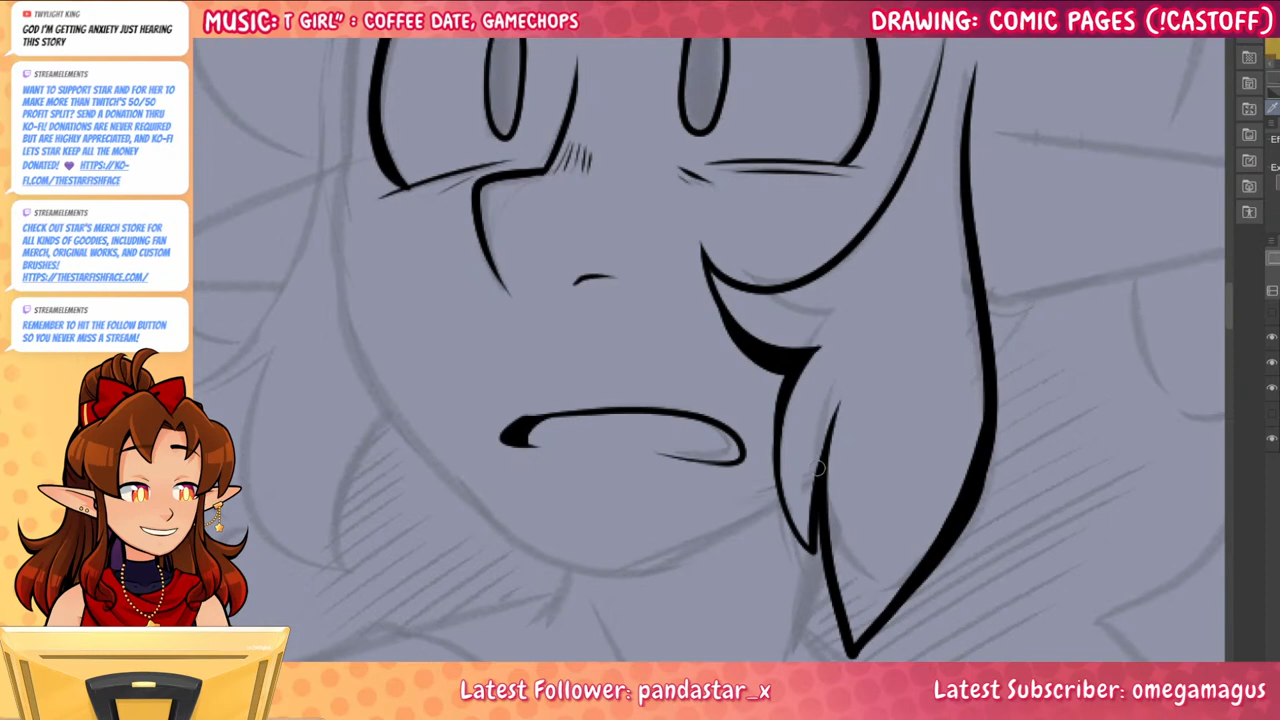 MUSIC: T GIRL" : COFFEE DATE, GAMECHOPS
DRAWING: COMIC PAGES (!CASTOFF)
TWYLIGHT KING
GOD I'M GETTING ANXIETY JUST HEARING
THIS STORY
STREAMELEMENTS
WANT TO SUPPORT STAR AND FOR HER TO
MAKE MORE THAN TWITCH'S 50/50
PROFIT SPLIT? SEND A DONATION THRU
KO-FI! DONATIONS ARE NEVER REQUIRED
BUT ARE HIGHLY APPRECIATED, AND KO-FI
LETS STAR KEEP ALL THE MONEY
DONATED! 💜 HTTPS://KO-
FI.COM/THESTARFISHFACE
STREAMELEMENTS
CHECK OUT STAR'S MERCH STORE FOR
ALL KINDS OF GOODIES, INCLUDING FAN
MERCH, ORIGINAL WORKS, AND CUSTOM
BRUSHES!
HTTPS://THESTARFISHFACE.COM/
STREAMELEMENTS
REMEMBER TO HIT THE FOLLOW BUTTON
SO YOU NEVER MISS A STREAM!
Latest Follower: pandastar_x
Latest Subscriber: omegamagus